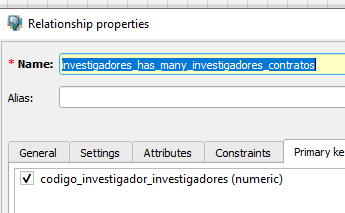 Relationship properties
* Name: investigadores_has_many_investigadores_contratos
Alias:
General Settings Attributes Constraints Primary ke
codigo_investigador_investigadores (numeric)